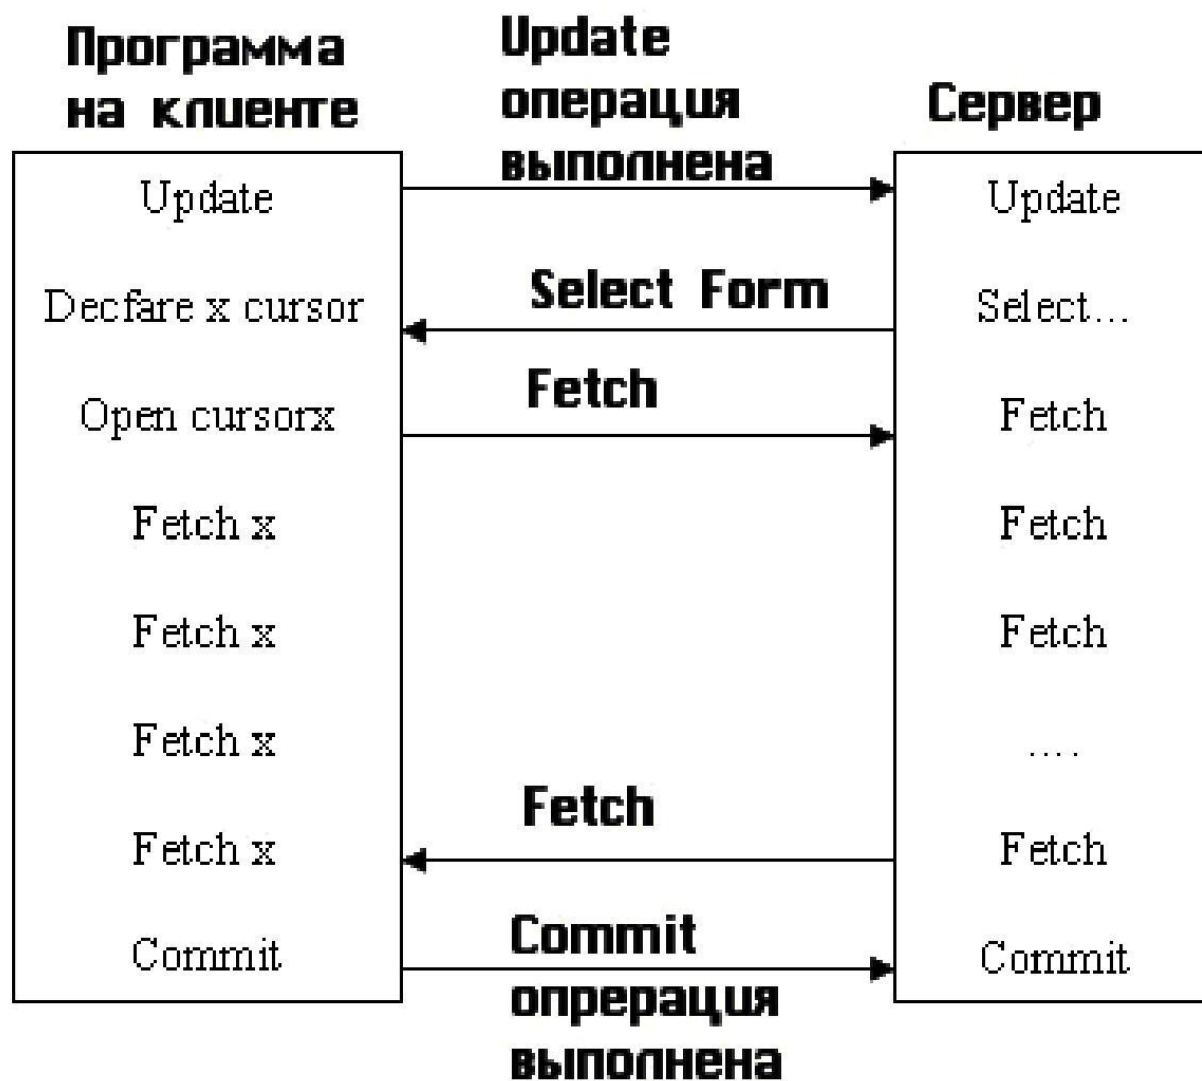 Программа
на клиенте
Update
операция
выполнена
Сервер
Update
Update
Decfare x cursor
Select Form
Select...
Open cursorx
Fetch
Fetch
Fetch x
Fetch
Fetch x
Fetch
Fetch x
....
Fetch
Fetch x
Fetch
Commit
Commit
опрерация
выполнена
Commit